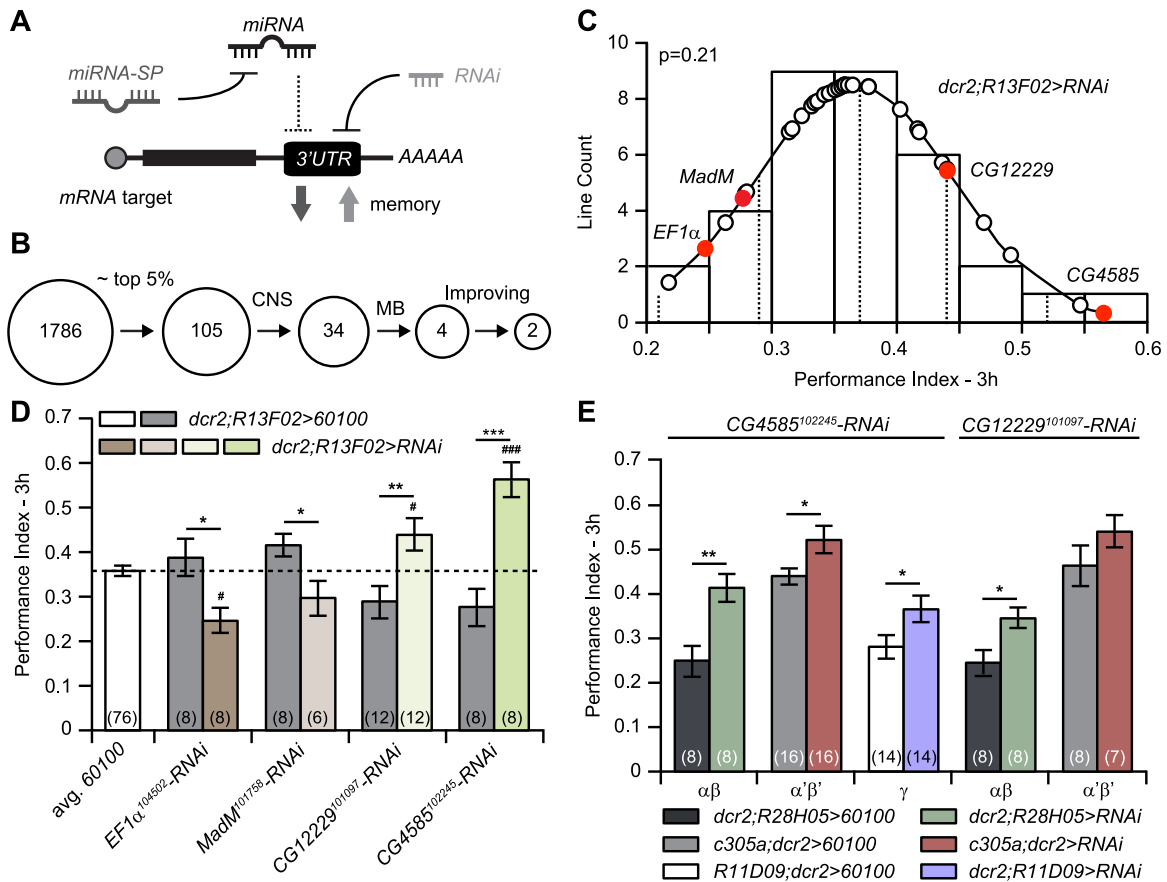 A
miRNA
miRNA-SP
RNAi
3'UTR
AAAAA
mRNA target
memory
B
~ top 5%
CNS
MB
Improving
1786
105
34
4
2
C
p=0.21
dcr2;R13F02>RNAi
MadM
EF1α
CG12229
CG4585
Line Count
10
8
6
4
2
0
0.2
0.3
0.4
0.5
0.6
Performance Index - 3h
D
dcr2;R13F02>60100
dcr2;R13F02>RNAi
Performance Index - 3h
0.7
0.6
0.5
0.4
0.3
0.2
0.1
0
*
#
*
**
#
***
###
(76)
(8)
(8)
(8)
(6)
(12)
(12)
(8)
(8)
avg. 60100
EF1α104502-RNAi
MadM101758-RNAi
CG12229101097-RNAi
CG4585102245-RNAi
E
CG4585102245-RNAi
CG12229101097-RNAi
Performance Index - 3h
0.7
0.6
0.5
0.4
0.3
0.2
0.1
0
**
*
*
*
(8)
(8)
(16)
(16)
(14)
(14)
(8)
(8)
(8)
(7)
αβ
α'β'
γ
αβ
α'β'
dcr2;R28H05>60100
dcr2;R28H05>RNAi
c305a;dcr2>60100
c305a;dcr2>RNAi
R11D09;dcr2>60100
dcr2;R11D09>RNAi